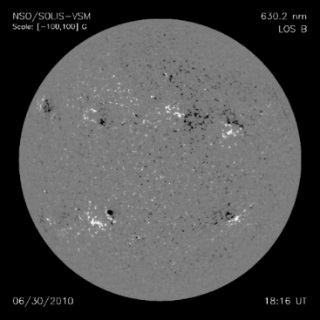 NSO/SOLIS-VSM
630.2 nm
Scale: [-100,100] G
LOS B
06/30/2010
18:16 UT